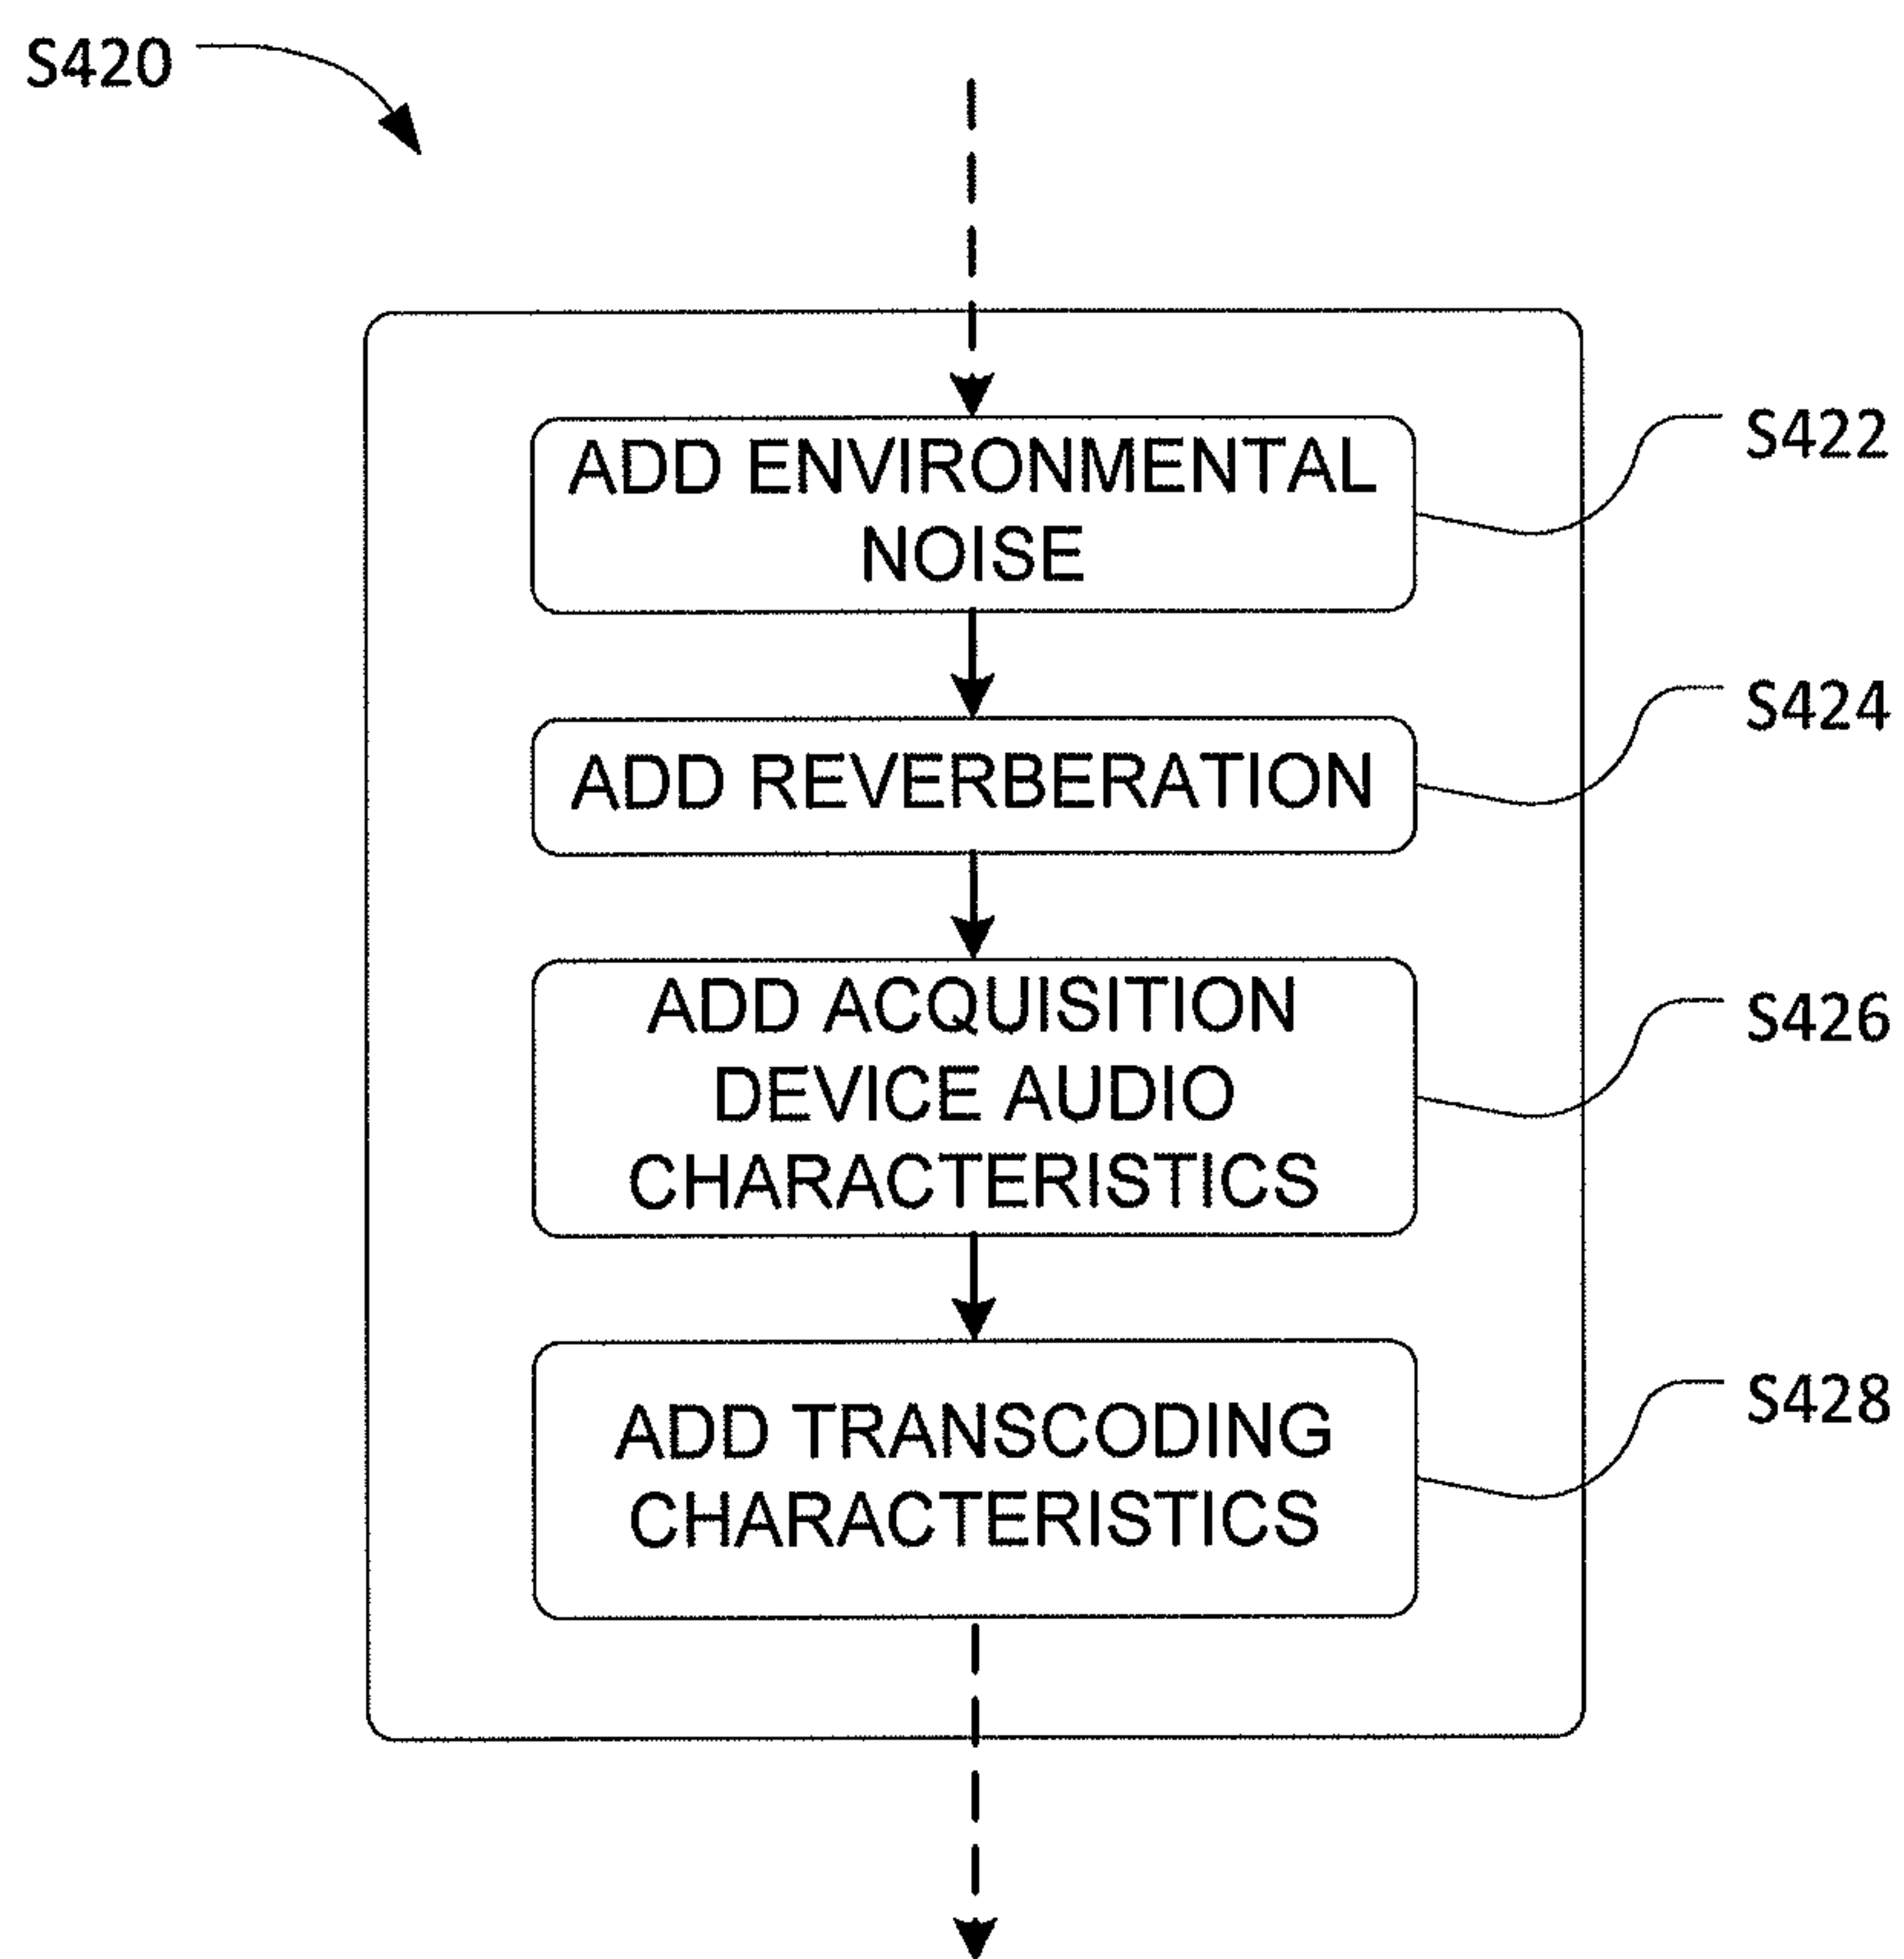 S420
ADD ENVIRONMENTAL
NOISE
S422
ADD REVERBERATION
S424
ADD ACQUISITION
DEVICE AUDIO
CHARACTERISTICS
S426
ADD TRANSCODING
CHARACTERISTICS
S428